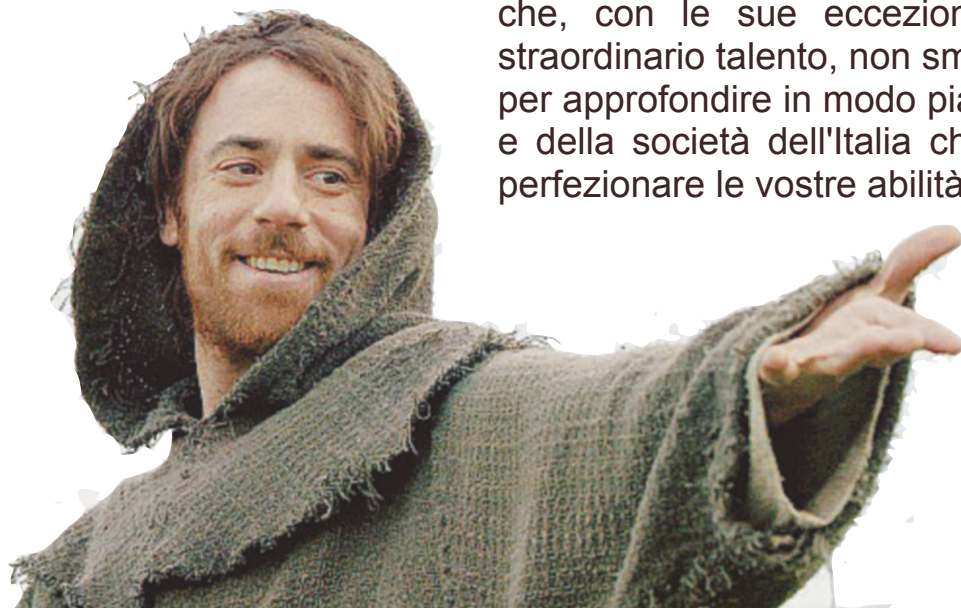 che, con le sue
straordinario talento, non
per approfondire in modo
e della società dell'Italia
perfezionare le vostre abilità